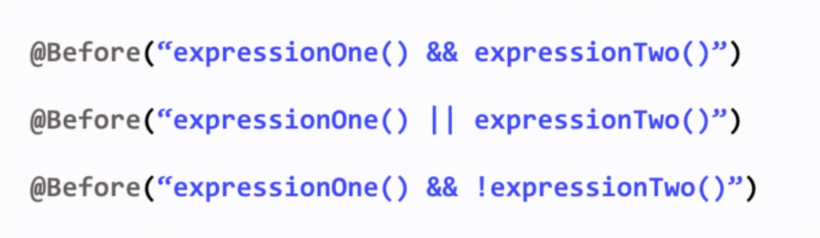 @Before(“expressionOne() && expressionTwo()”)
@Before(“expressionOne() || expressionTwo()”)
@Before(“expressionOne() && !expressionTwo()”)